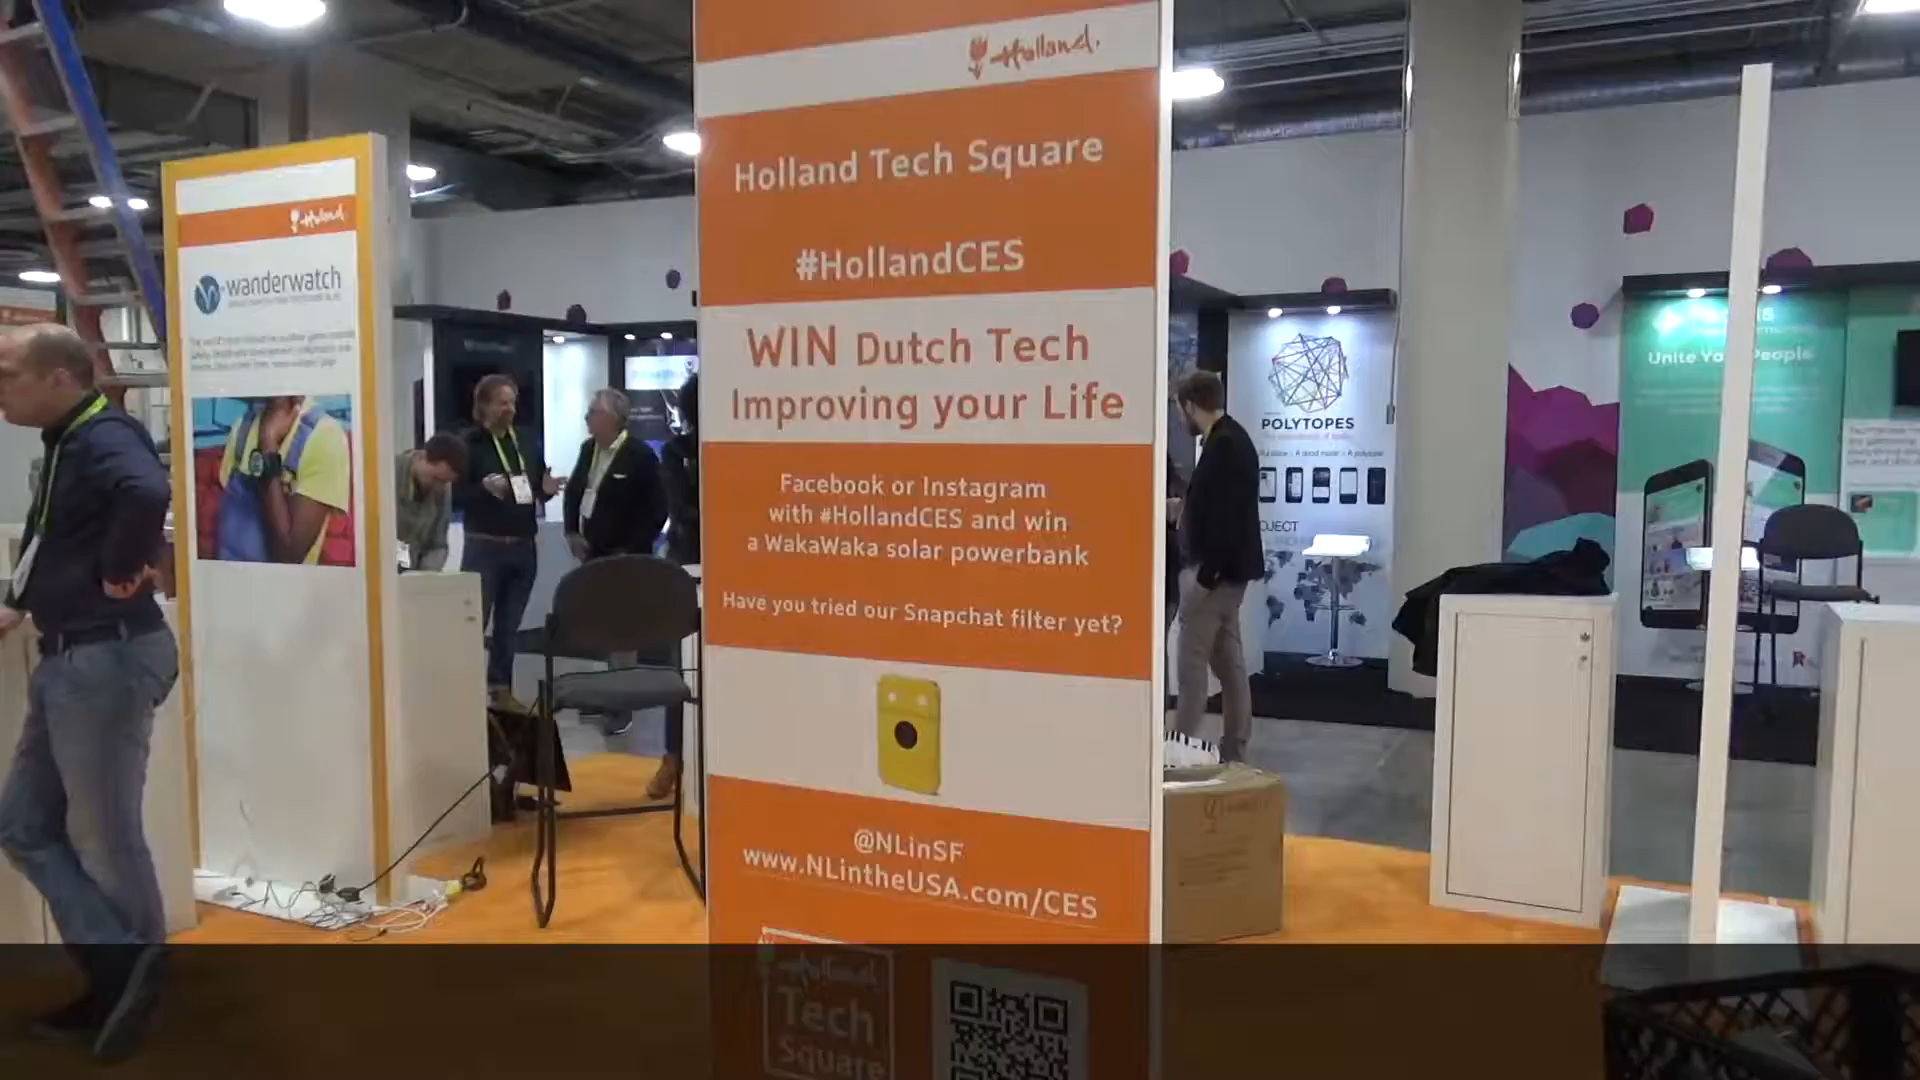 Holland.
Holland Tech Square
#HollandCES
WIN Dutch Tech
Improving your Life
Facebook or Instagram
with #HollandCES and win
a WakaWaka solar powerbank
Have you tried our Snapchat filter yet?
@NLinSF
www.NLintheUSA.com/CES
Holland
Tech
Square
Holland
wanderwatch
POLYTOPES
Unite Your People